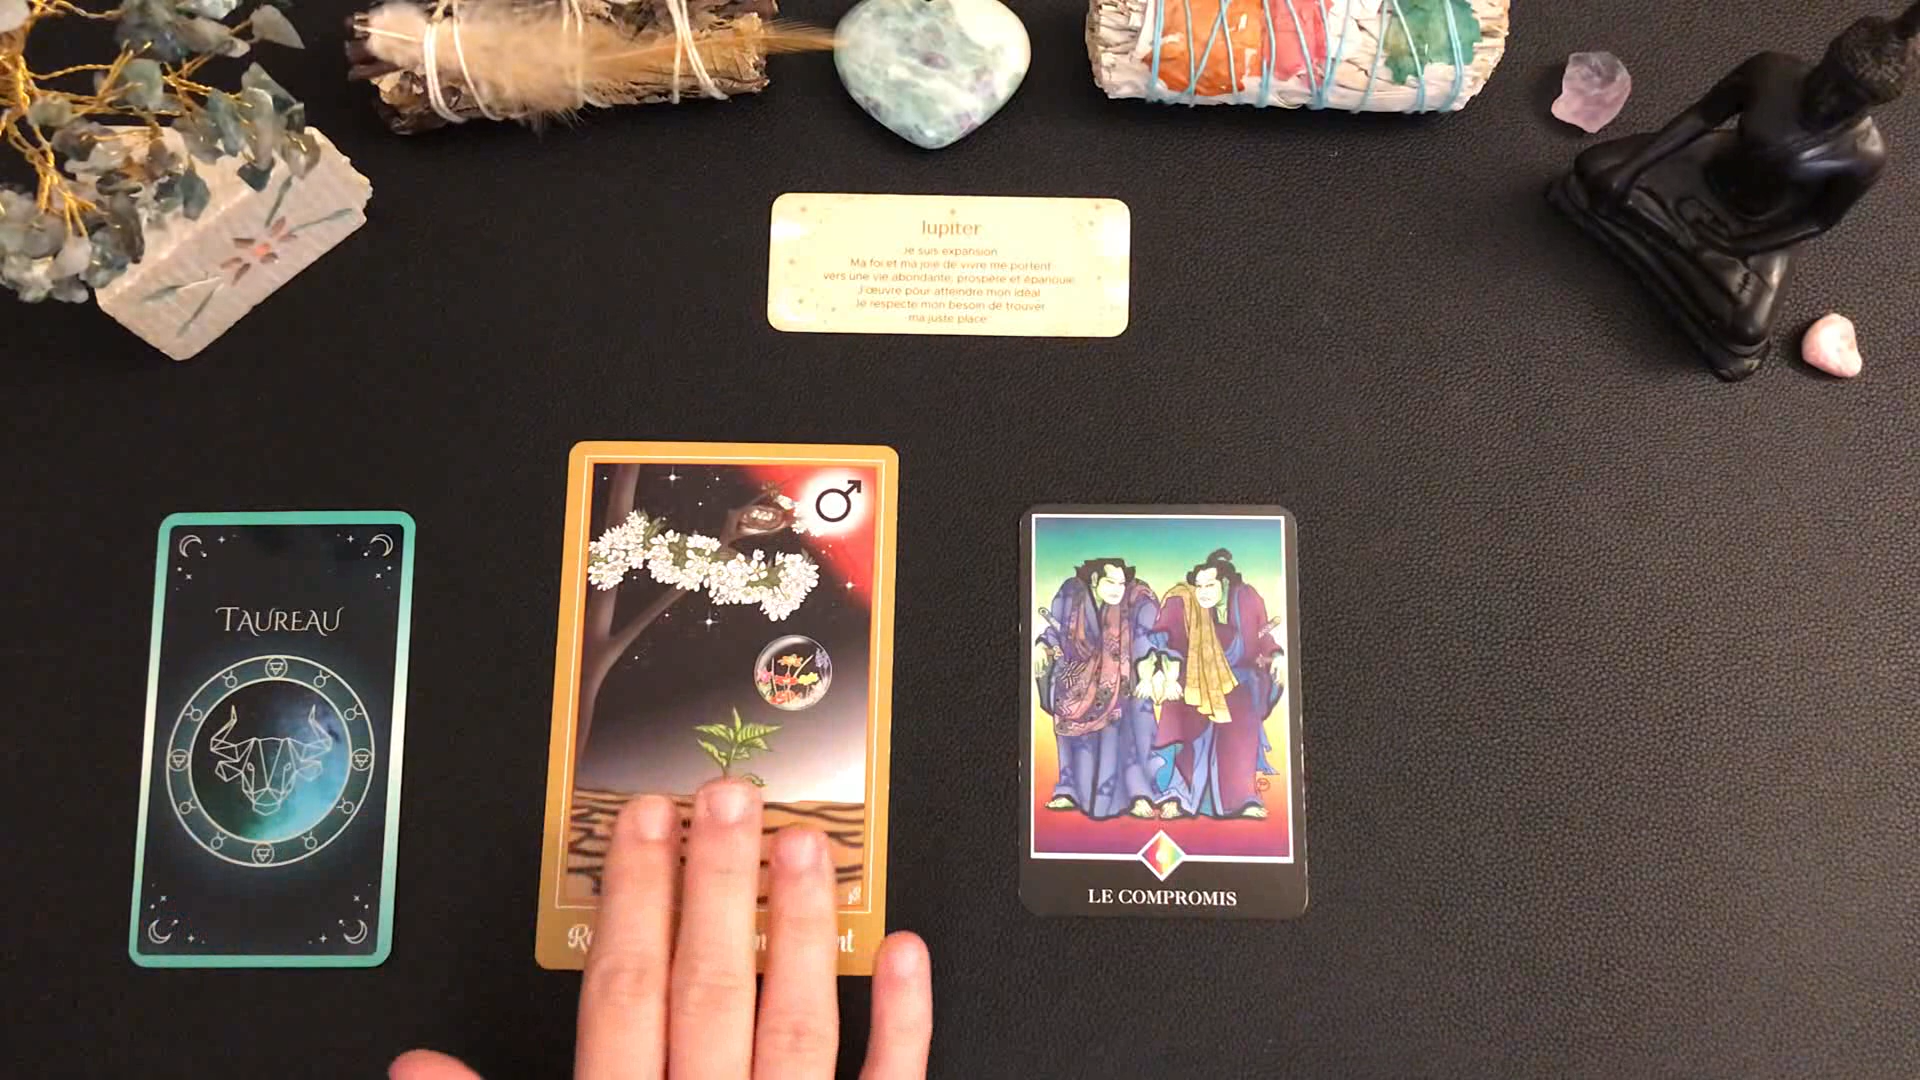 Jupiter
Je suis expansion
Ma foi et ma joie de vivre me portent
vers une vie abondante, prospère et épanouie
J'œuvre pour atteindre mon idéal
Je respecte mon besoin de trouver
ma juste place
TAUREAU
LE COMPROMIS